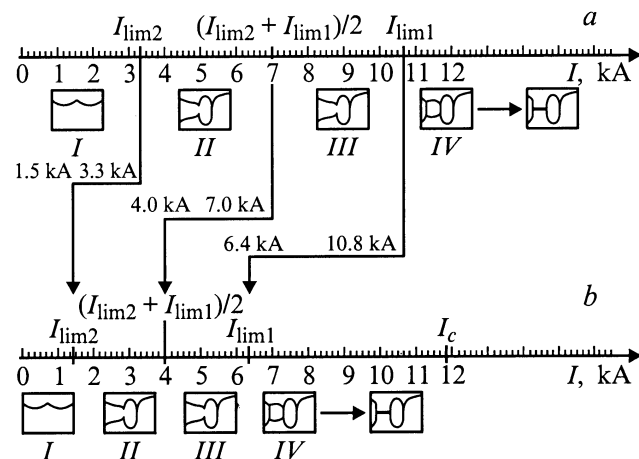 I_lim2 (I_lim2 + I_lim1)/2 I_lim1 a
0 1 2 3 4 5 6 7 8 9 10 11 12 I, kA
I II III IV
1.5 kA 3.3 kA
4.0 kA 7.0 kA
6.4 kA 10.8 kA
(I_lim2 + I_lim1)/2 b
I_lim2 I_lim1 I_c
0 1 2 3 4 5 6 7 8 9 10 11 12 I, kA
I II III IV